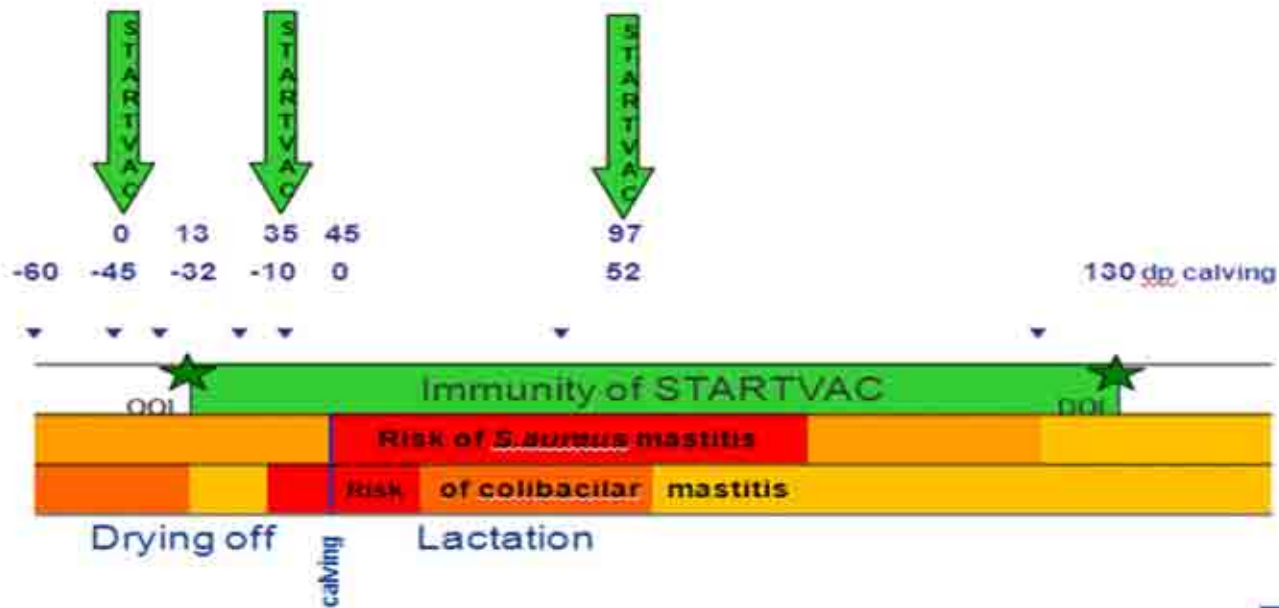 STARTVAC STARTVAC STARTVAC
0 13 35 45 97
-60 -45 -32 -10 0 52 130 dp calving
Immunity of STARTVAC
OOI DOI
Risk of S.aureus mastitis
Risk of colibacilar mastitis
Drying off calving Lactation